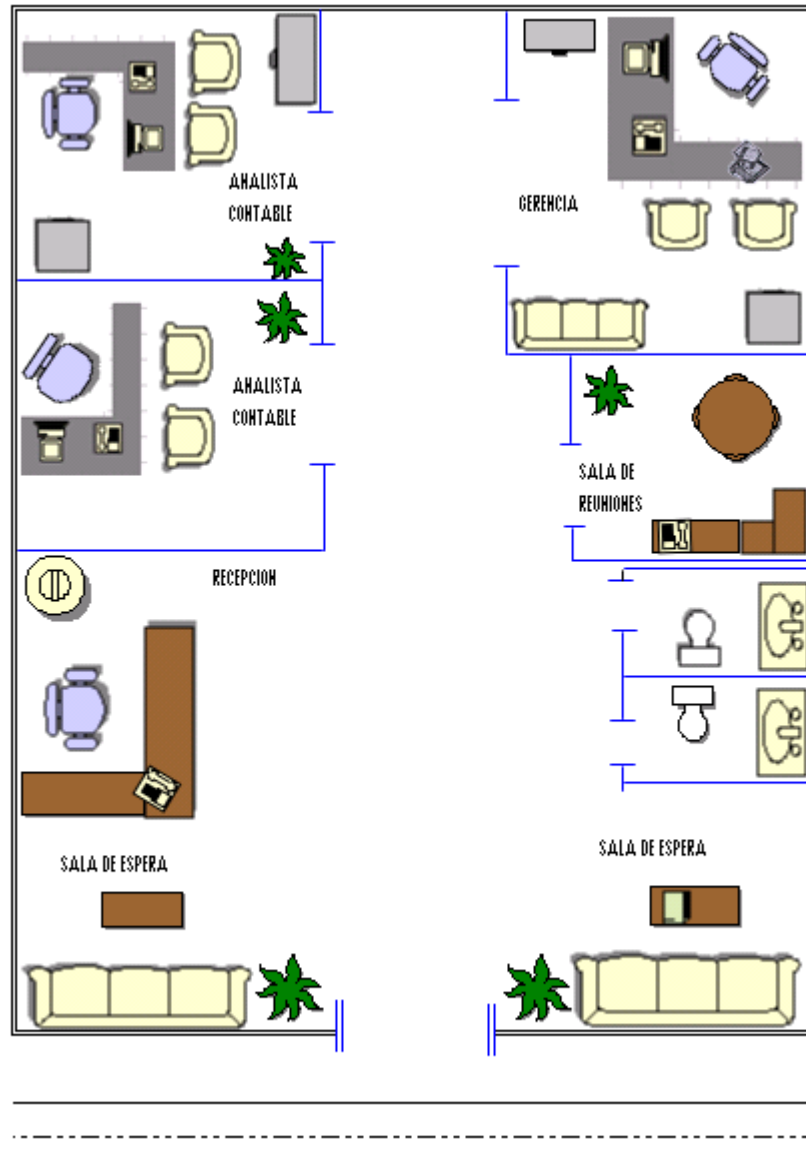 ANALISTA
CONTABLE
GERENCIA
ANALISTA
CONTABLE
SALA DE
REUNIONES
RECEPCION
SALA DE ESPERA
SALA DE ESPERA